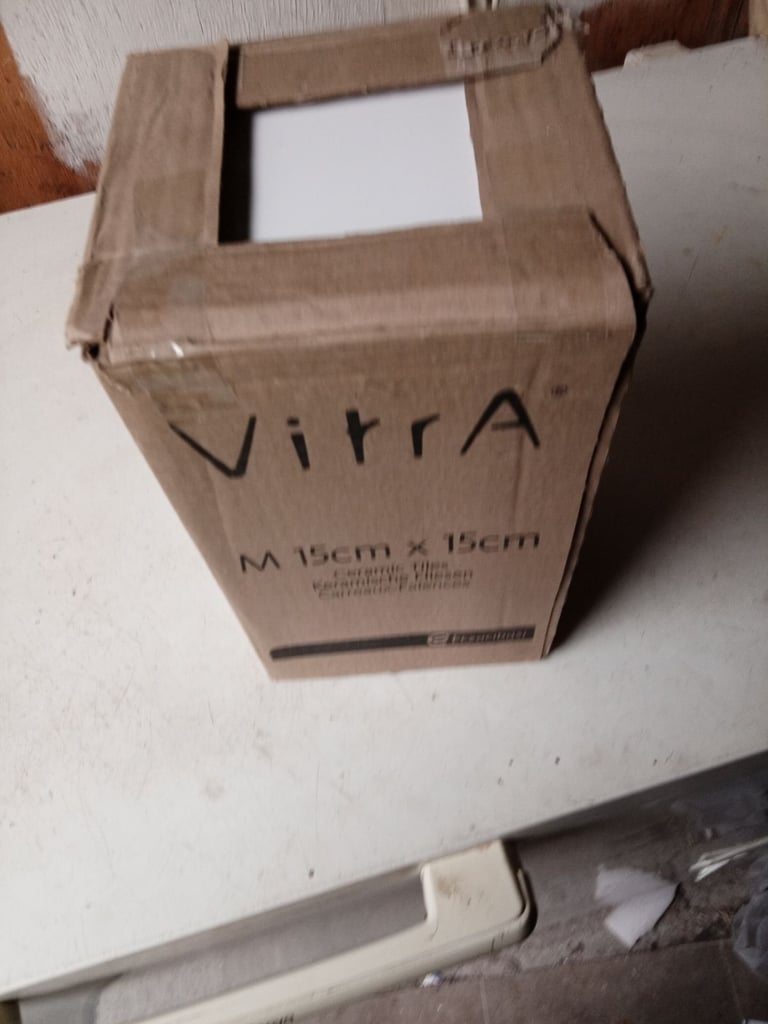 VitrA®
M 15cm x 15cm
Ceramic Tiles
Keramische Fliesen
Carreaux-Faiences